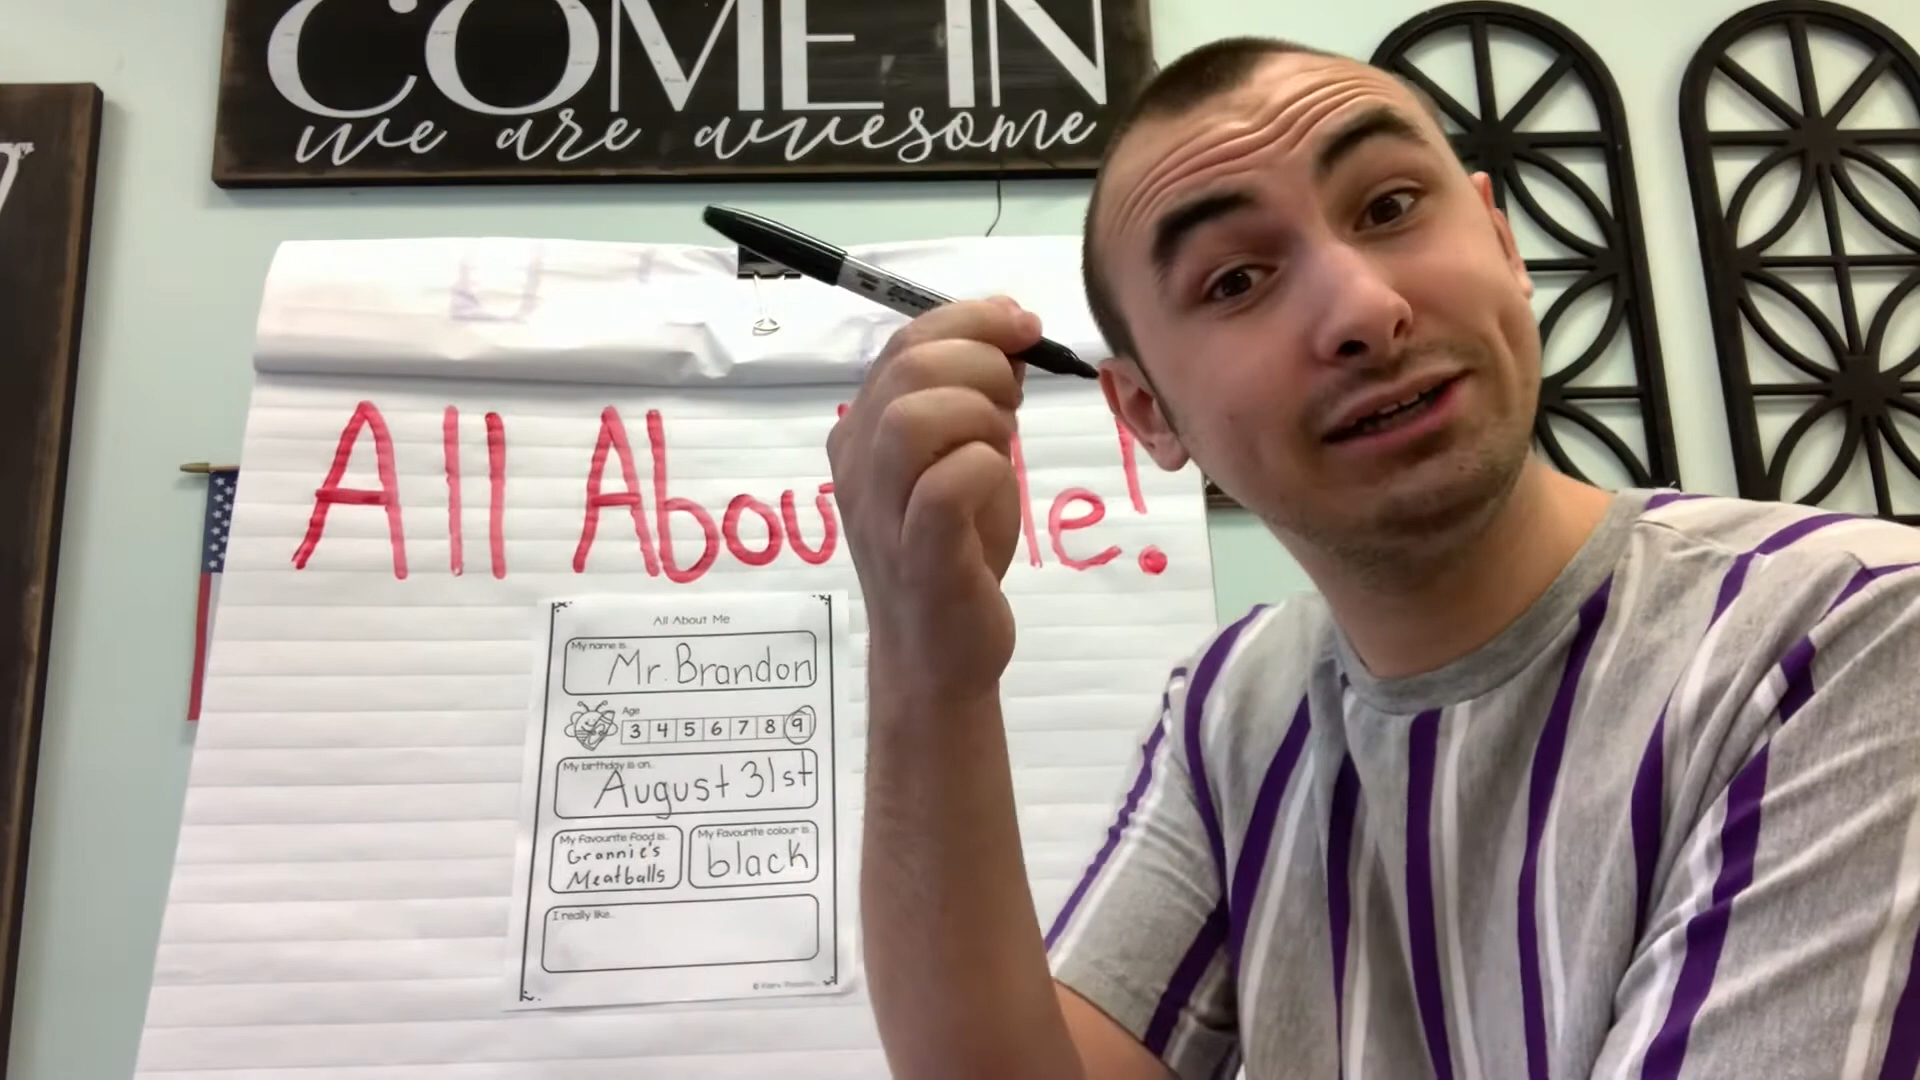 COME IN
we are awesome
All About Me!
All About Me
My name is..
Mr. Brandon
Age
3 4 5 6 7 8 9
My birthday is on..
August 31st
My favourite food is..
Grannie's
Meatballs
My favourite colour is..
black
I really like..